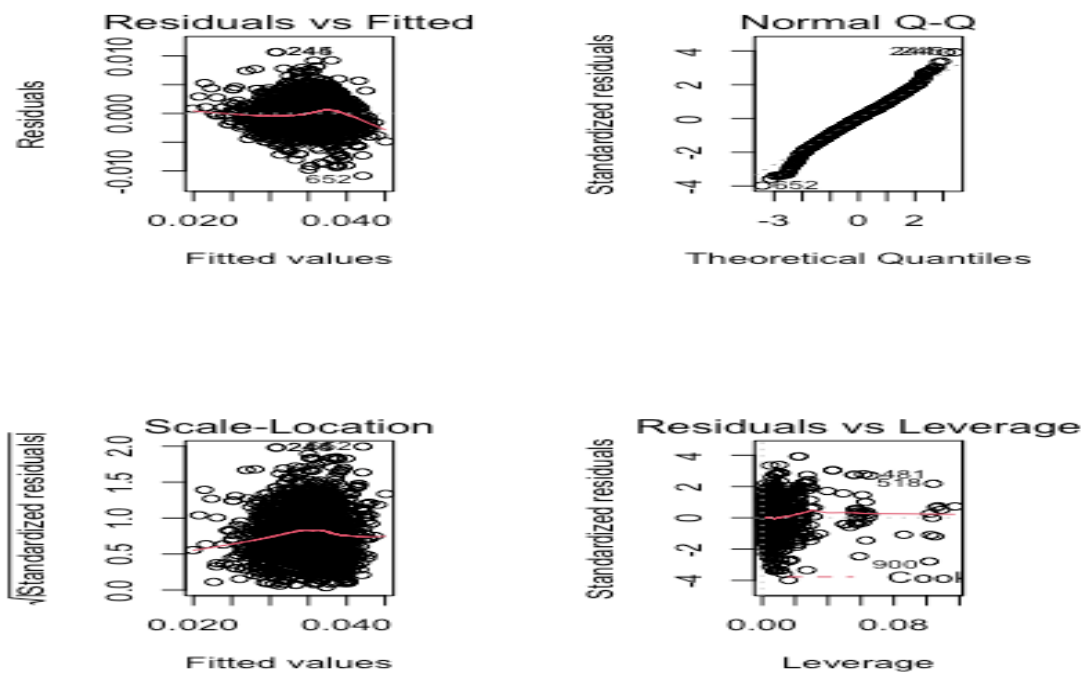 Residuals vs Fitted
Residuals
0.010
0.000
-0.010
652
0.020
0.040
Fitted values
Normal Q-Q
Standardized residuals
4
2
0
-2
-4
652
-3
0
2
Theoretical Quantiles
Scale-Location
√|Standardized residuals|
2.0
1.5
1.0
0.5
0.0
0.020
0.040
Fitted values
Residuals vs Leverage
Standardized residuals
4
2
0
-2
-4
481
518
900
Cook
0.00
0.08
Leverage